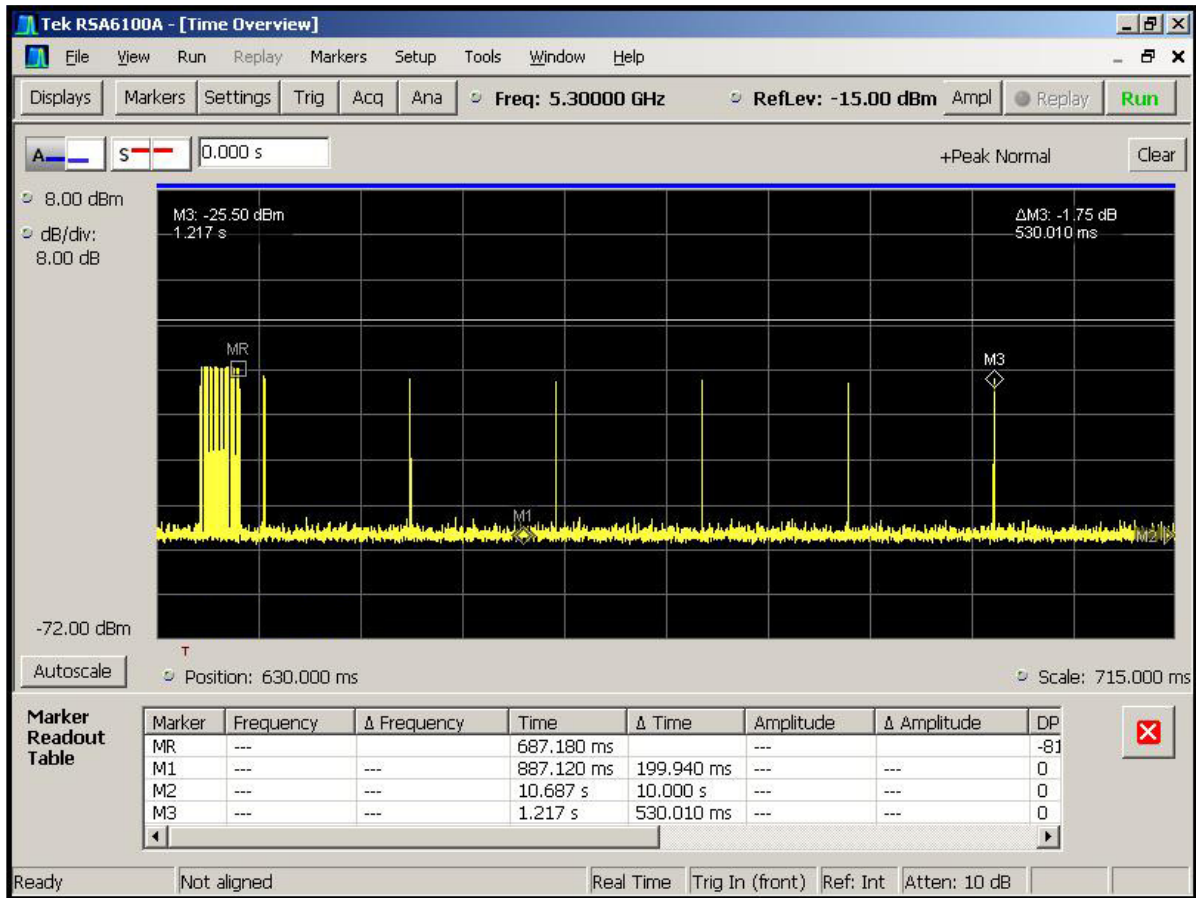 Tek RSA6100A - [Time Overview]
File View Run Replay Markers Setup Tools Window Help
Displays Markers Settings Trig Acq Ana Freq: 5.30000 GHz RefLev: -15.00 dBm Ampl Replay Run
A S 0.000 s +Peak Normal Clear
8.00 dBm
dB/div:
8.00 dB
M3: -25.50 dBm
1.217 s
ΔM3: -1.75 dB
530.010 ms
MR
M3
M1
M2
-72.00 dBm
T
Autoscale Position: 630.000 ms Scale: 715.000 ms
Marker Readout Table
Marker Frequency Δ Frequency Time Δ Time Amplitude Δ Amplitude DP
MR --- 687.180 ms --- -81
M1 --- --- 887.120 ms 199.940 ms --- --- 0
M2 --- --- 10.687 s 10.000 s --- --- 0
M3 --- --- 1.217 s 530.010 ms --- --- 0
Ready Not aligned Real Time Trig In (front) Ref: Int Atten: 10 dB